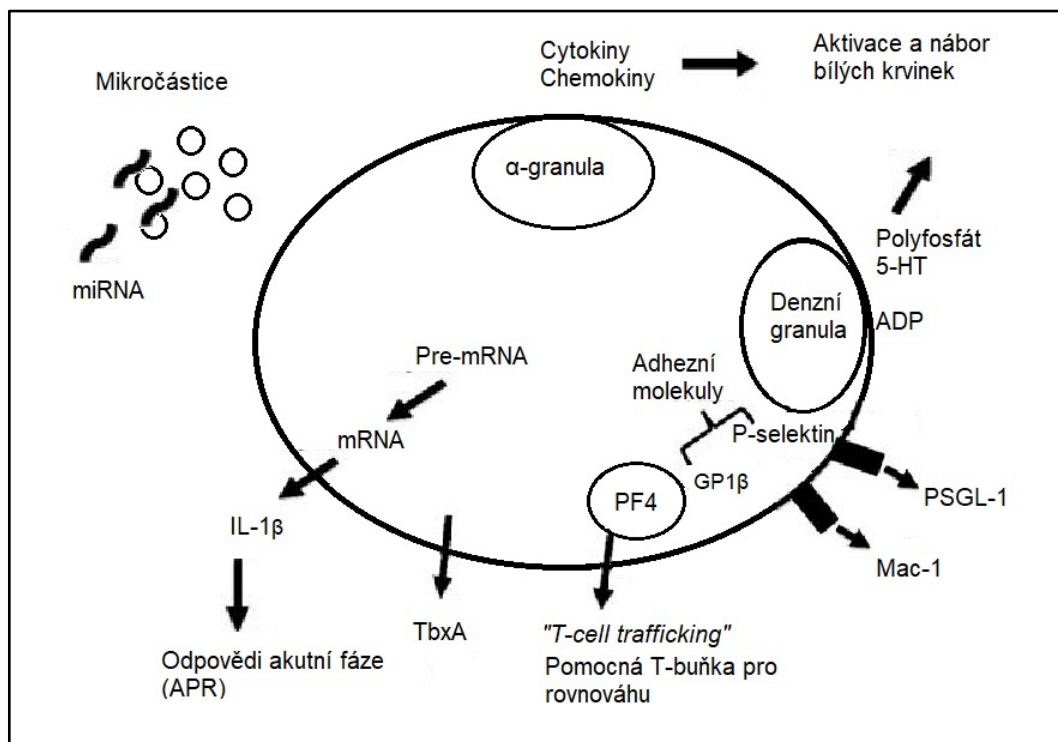 Cytokiny
Chemokiny
Aktivace a nábor
bílých krvinek
Mikročástice
miRNA
α-granula
Polyfosfát
5-HT
ADP
Denzní
granula
Pre-mRNA
mRNA
IL-1β
Adhezní
molekuly
P-selektin
GP1β
PF4
PSGL-1
Mac-1
TbxA
"T-cell trafficking"
Pomocná T-buňka pro
rovnováhu
Odpovědi akutní fáze
(APR)